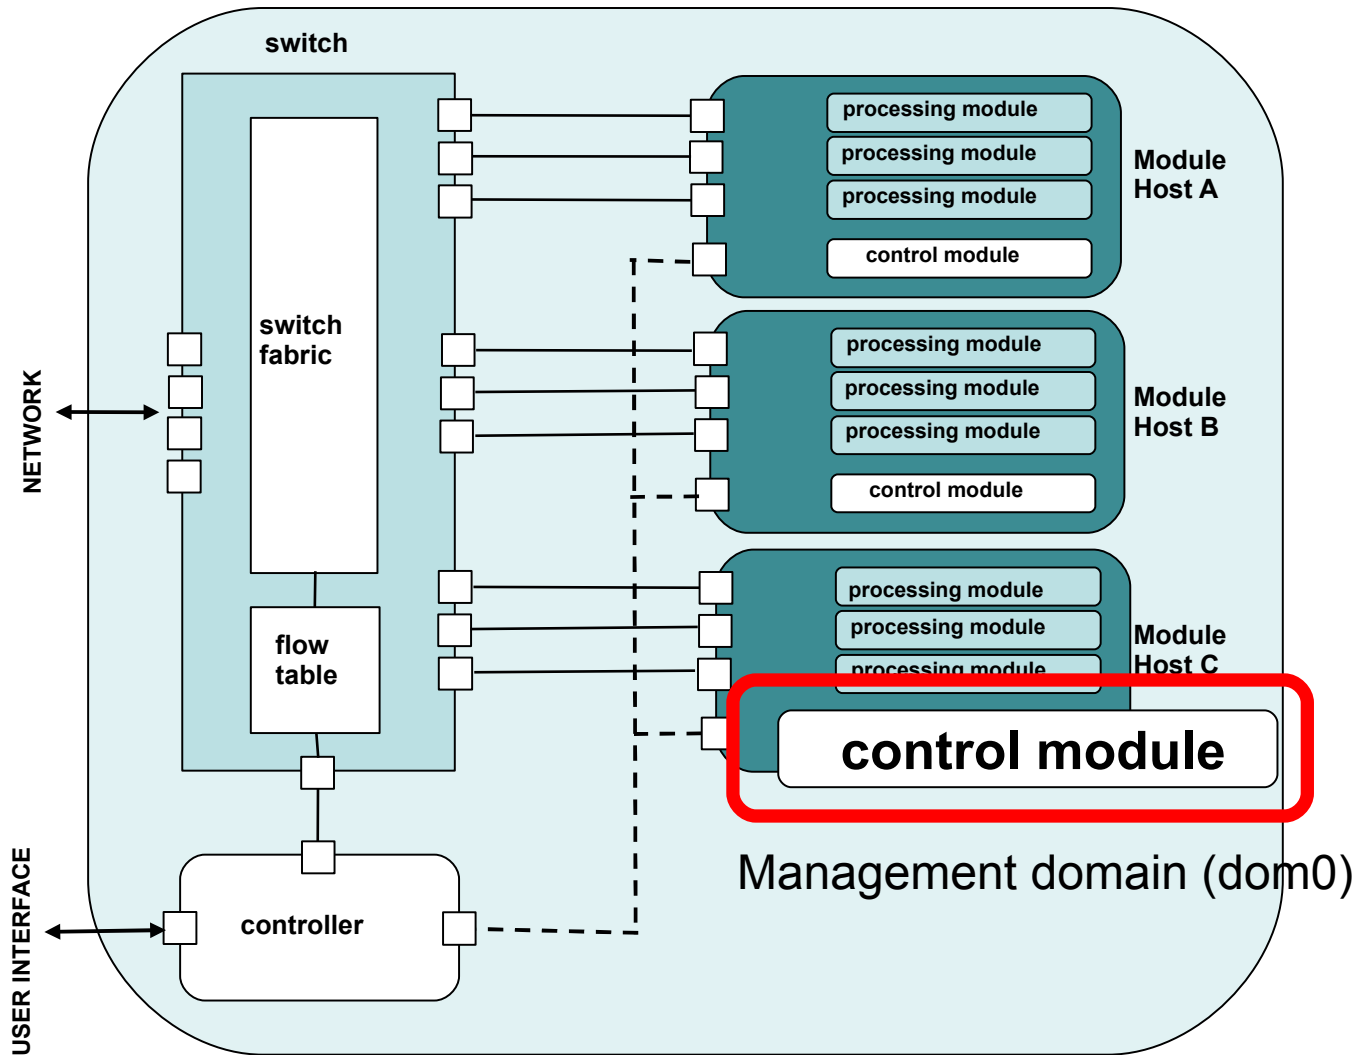 switch
processing module
processing module
processing module
control module
Module
Host A
switch
fabric
NETWORK
processing module
processing module
processing module
control module
Module
Host B
flow
table
processing module
processing module
processing module
Module
Host C
control module
Management domain (dom0)
USER INTERFACE
controller